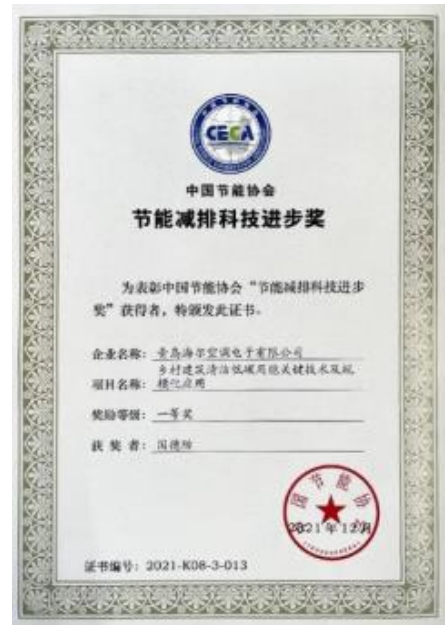 CECA
中国节能协会
节能减排科技进步奖
为表彰中国节能协会“节能减排科技进步
奖”获得者，特颁发此证书。
企业名称：青岛海尔空调电子有限公司
乡村建筑清洁低碳用能关键技术及规
项目名称：模化应用
奖励等级：一等奖
获奖者：国德防
中国节能协会
2021年12月
证书编号：2021-K08-3-013